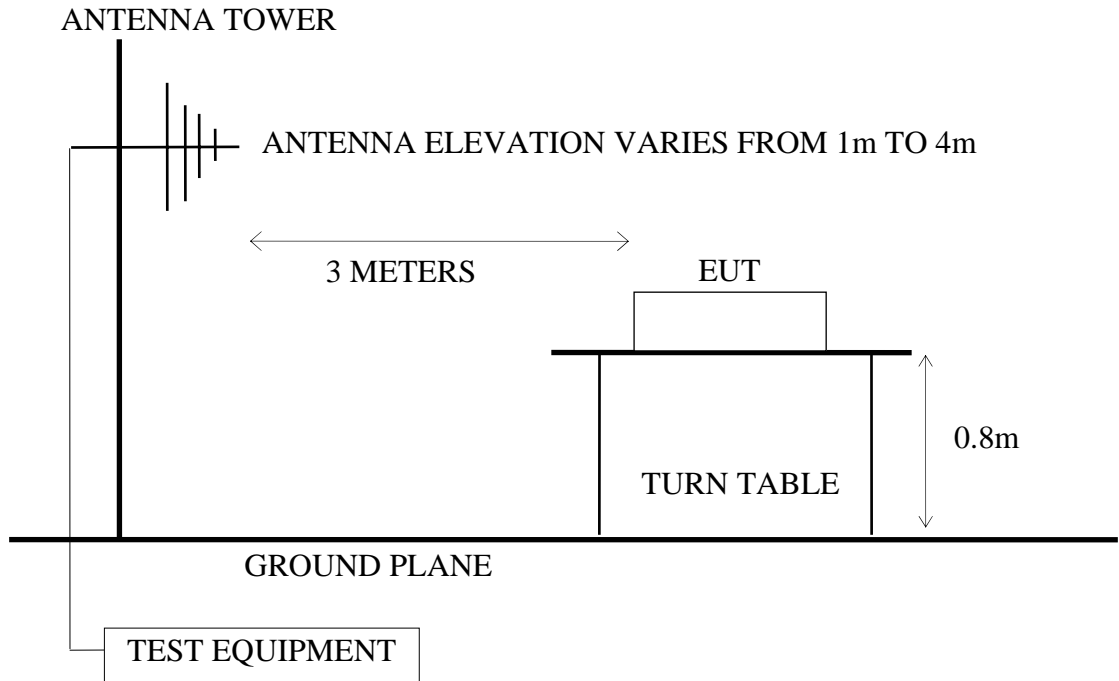 ANTENNA TOWER
ANTENNA ELEVATION VARIES FROM 1m TO 4m
3 METERS
EUT
0.8m
TURN TABLE
GROUND PLANE
TEST EQUIPMENT